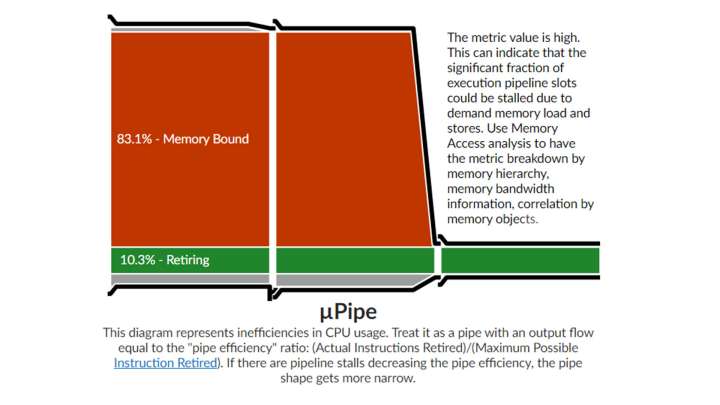 The metric value is high.
This can indicate that the
significant fraction of
execution pipeline slots
could be stalled due to
demand memory load and
stores. Use Memory
Access analysis to have
the metric breakdown by
memory hierarchy,
memory bandwidth
information, correlation by
memory objects.
83.1% - Memory Bound
10.3% - Retiring
µPipe
This diagram represents inefficiencies in CPU usage. Treat it as a pipe with an output flow
equal to the "pipe efficiency" ratio: (Actual Instructions Retired)/(Maximum Possible
Instruction Retired). If there are pipeline stalls decreasing the pipe efficiency, the pipe
shape gets more narrow.